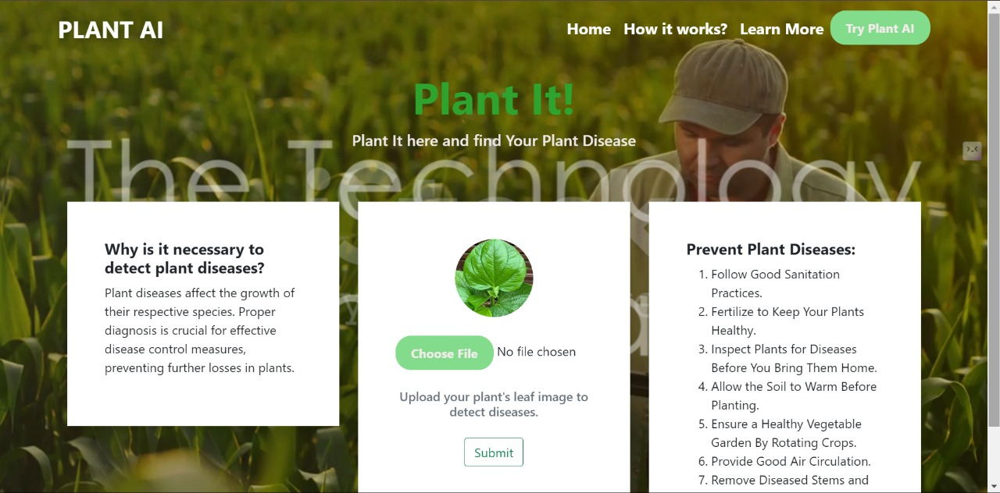 PLANT AI
Home How it works? Learn More Try Plant AI
Plant It!
Plant It here and find Your Plant Disease
The Technology
Why is it necessary to
detect plant diseases?
Plant diseases affect the growth of
their respective species. Proper
diagnosis is crucial for effective
disease control measures,
preventing further losses in plants.
Choose File No file chosen
Upload your plant's leaf image to
detect diseases.
Submit
Prevent Plant Diseases:
1. Follow Good Sanitation
Practices.
2. Fertilize to Keep Your Plants
Healthy.
3. Inspect Plants for Diseases
Before You Bring Them Home.
4. Allow the Soil to Warm Before
Planting.
5. Ensure a Healthy Vegetable
Garden By Rotating Crops.
6. Provide Good Air Circulation.
7. Remove Diseased Stems and